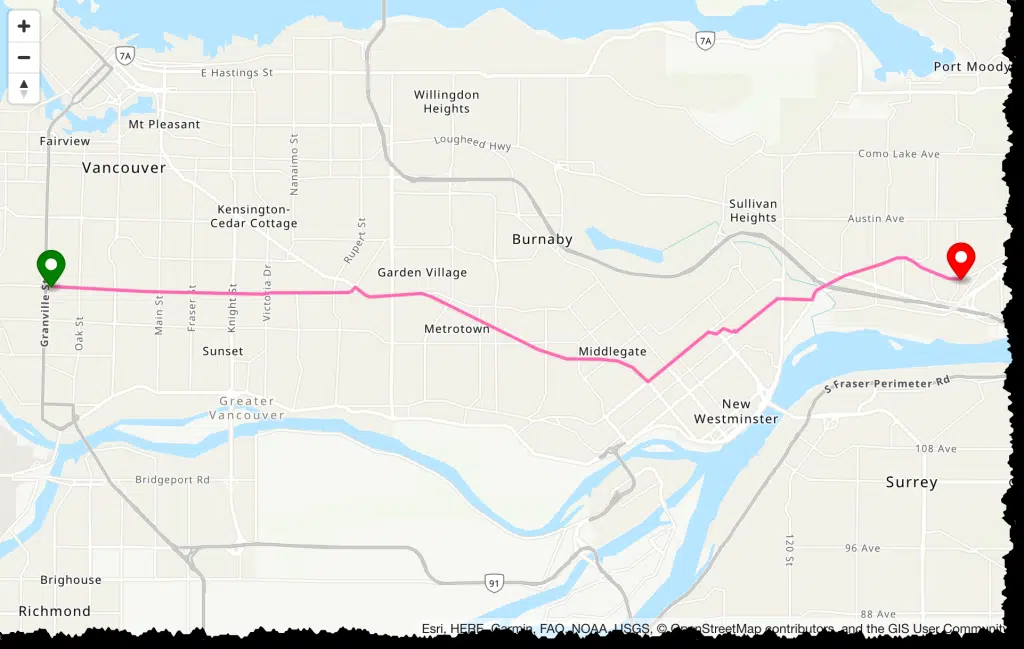 +
−
7A
7A
E Hastings St
Port Moody
Willingdon
Heights
Mt Pleasant
Fairview
Lougheed Hwy
Nanaimo St
Como Lake Ave
Vancouver
Sullivan
Heights
Kensington-
Cedar Cottage
Austin Ave
Rupert St
Burnaby
Garden Village
Granville St
Oak St
Main St
Fraser St
Knight St
Victoria Dr
Metrotown
Sunset
Middlegate
S Fraser Perimeter Rd
Greater
Vancouver
New
Westminster
108 Ave
Bridgeport Rd
Surrey
120 St
96 Ave
Brighouse
91
Richmond
88 Ave
Esri, HERE, Garmin, FAO, NOAA, USGS, © OpenStreetMap contributors, and the GIS User Community